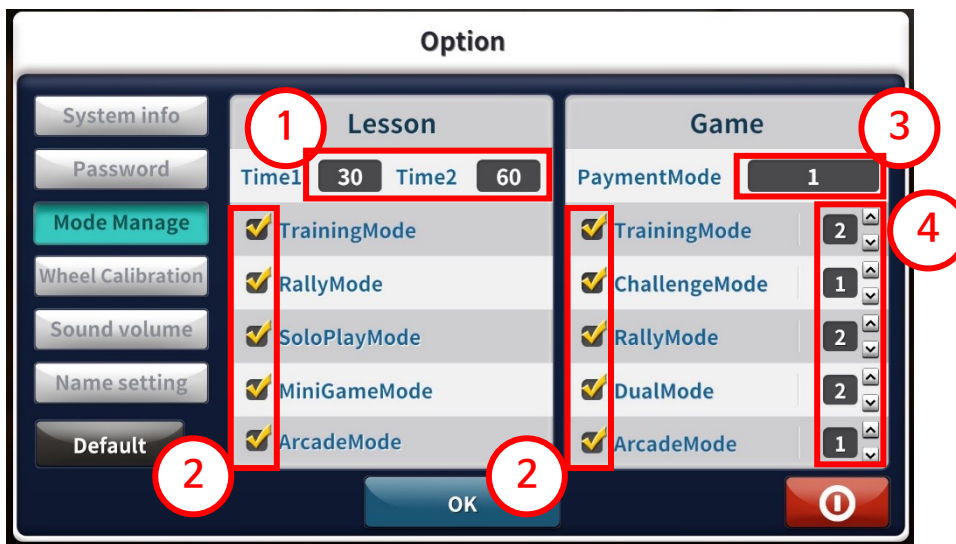 Option
System info
Password
Mode Manage
Wheel Calibration
Sound volume
Name setting
Default
1
Lesson
Time1 30 Time2 60
TrainingMode
RallyMode
SoloPlayMode
MiniGameMode
ArcadeMode
2
Game
3
PaymentMode 1
TrainingMode 2
4
ChallengeMode 1
RallyMode 2
DualMode 2
ArcadeMode 1
2
OK